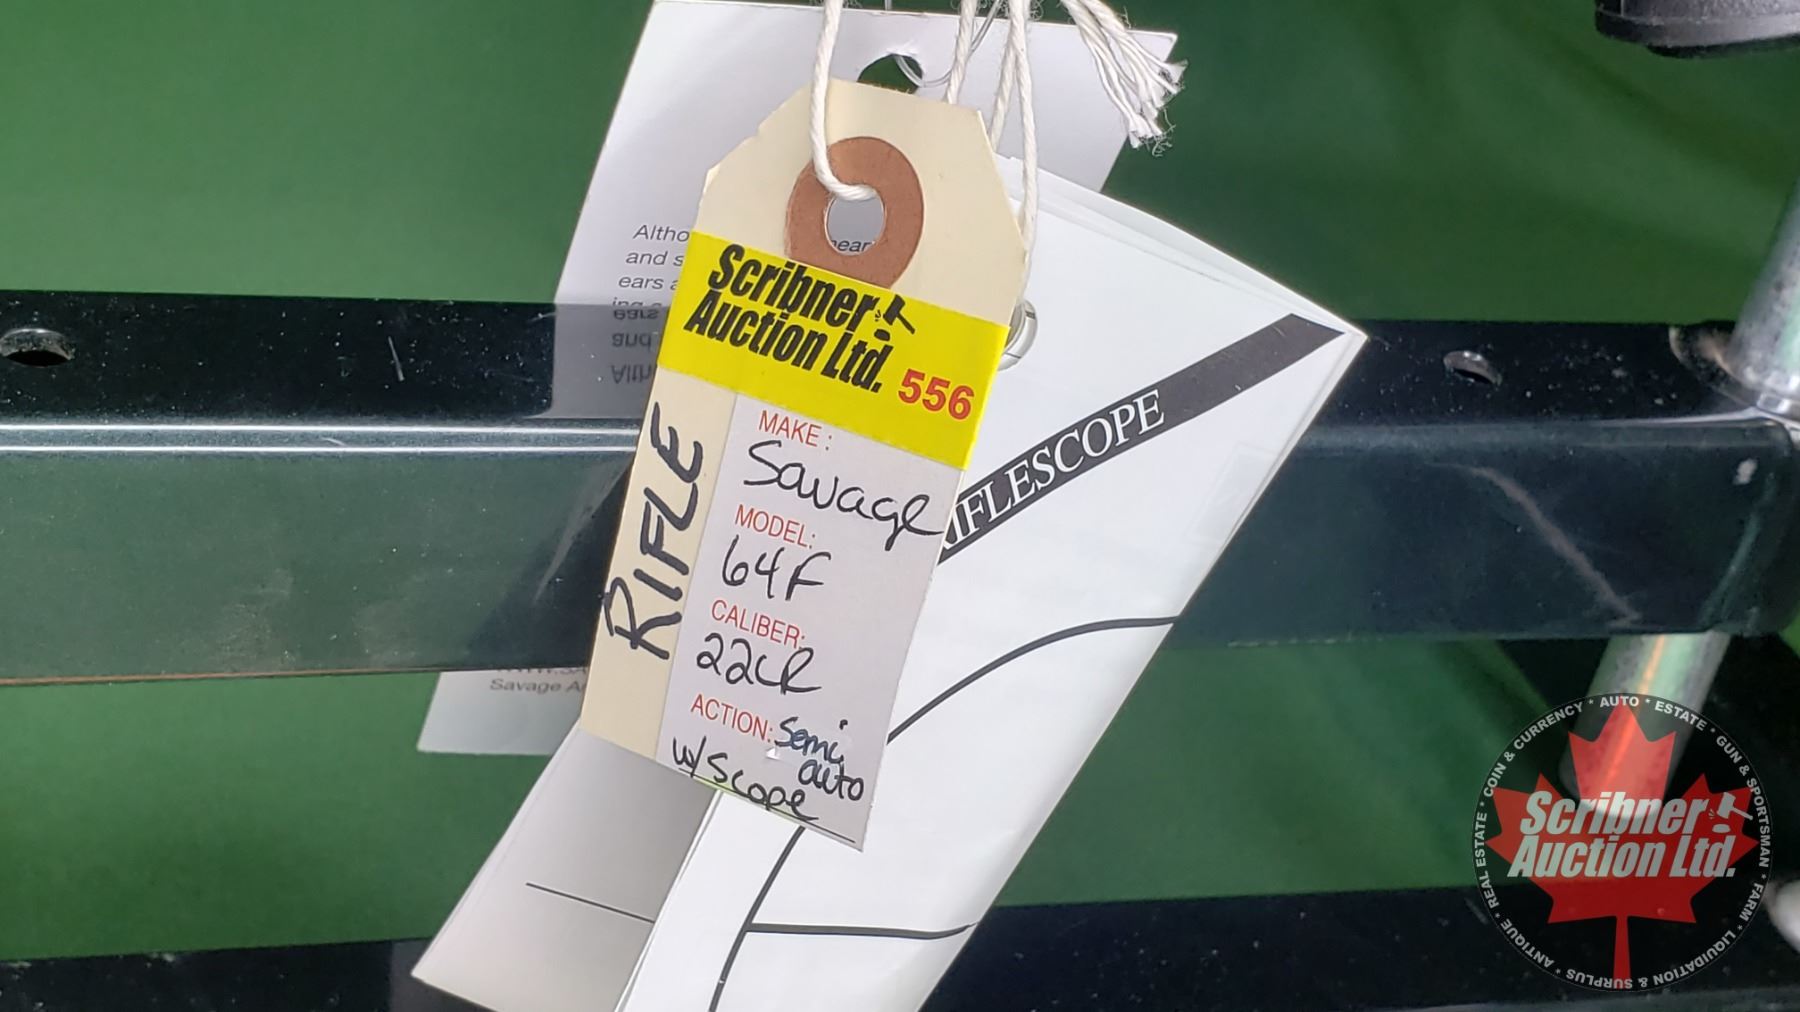 Scribner
Auction Ltd. 556
RIFLE
MAKE:
Savage
MODEL:
64F
CALIBER:
22LR
ACTION: Semi
auto
w/Scope
RIFLESCOPE
Altho
and s
ears a
near
Savage A
COIN & CURRENCY * AUTO * ESTATE * GUN & SPORTSMAN * FARM * LIQUIDATION & SURPLUS * ANTIQUE * REAL ESTATE *
Scribner
Auction Ltd.